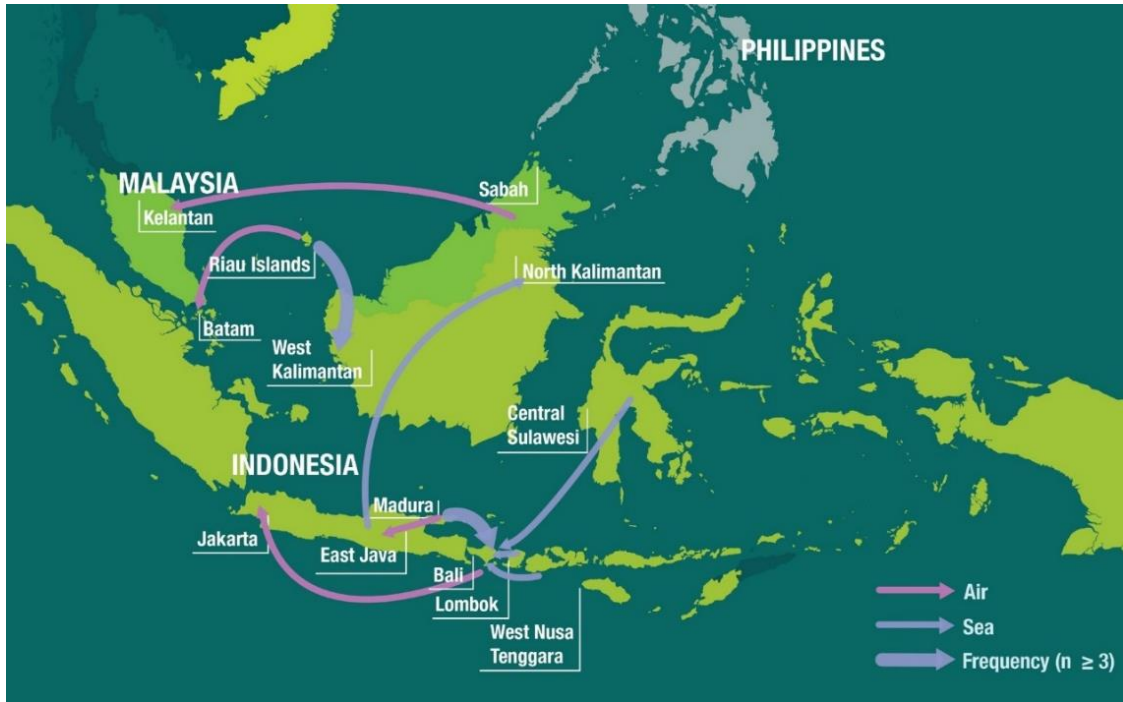 PHILIPPINES
MALAYSIA
Sabah
Kelantan
Riau Islands
North Kalimantan
Batam
West
Kalimantan
Central
Sulawesi
INDONESIA
Madura
Jakarta
East Java
Bali
Lombok
West Nusa
Tenggara
Air
Sea
Frequency (n ≥ 3)